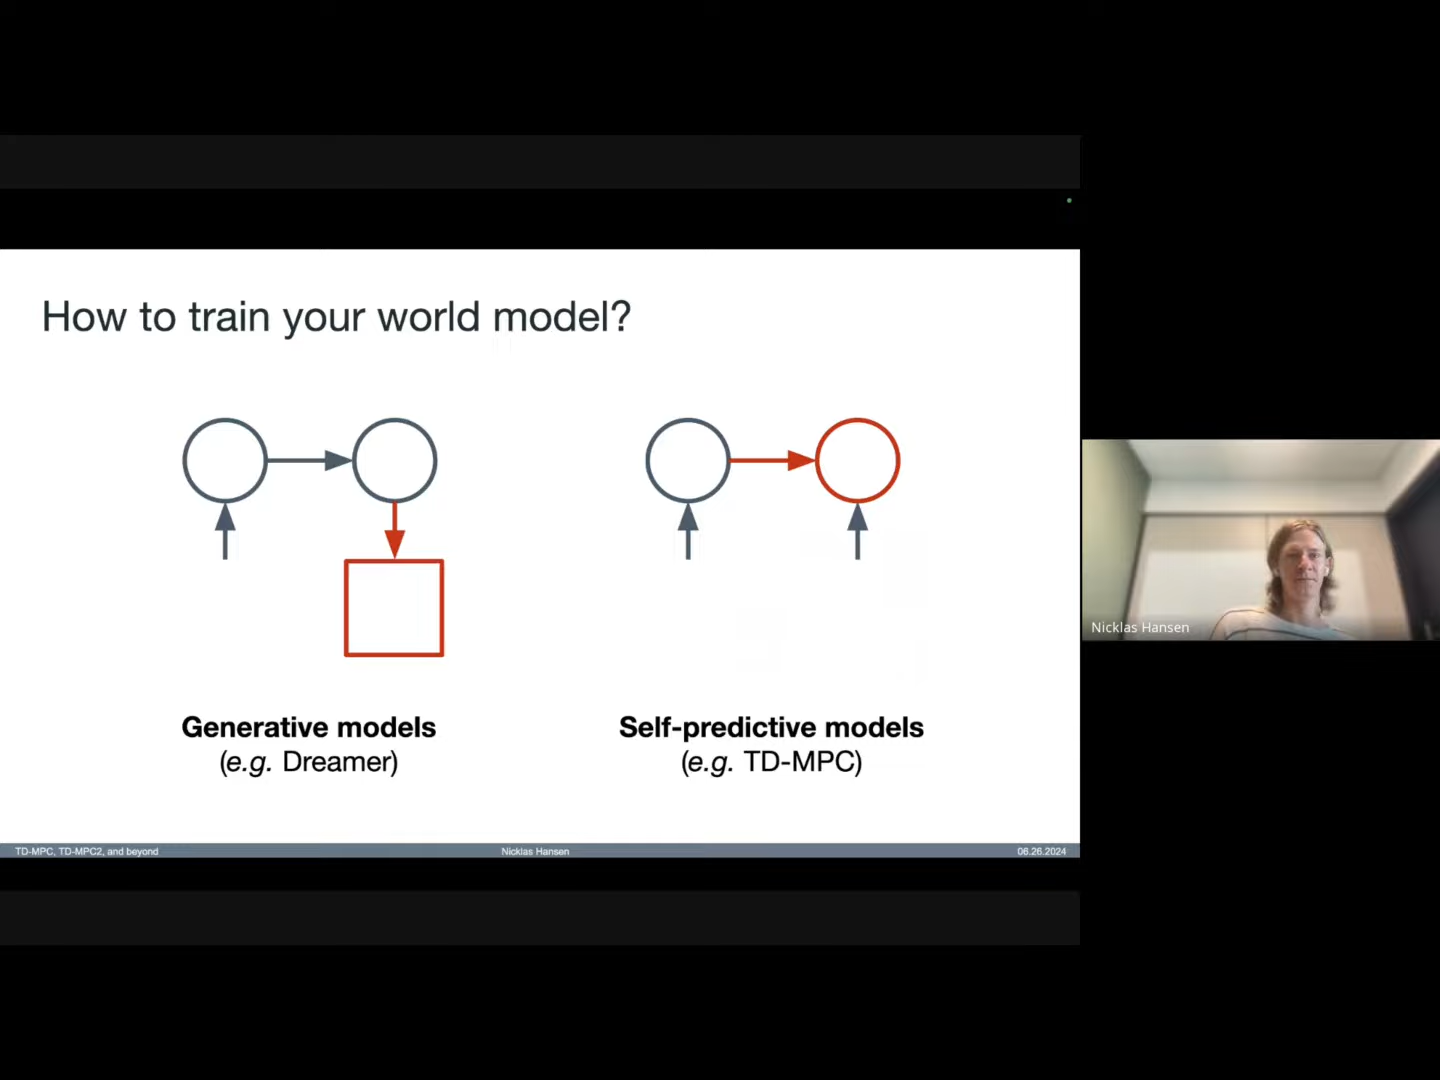 How to train your world model?
Generative models
(e.g. Dreamer)
Self-predictive models
(e.g. TD-MPC)
Nicklas Hansen
TD-MPC, TD-MPC2, and beyond
Nicklas Hansen
06.26.2024